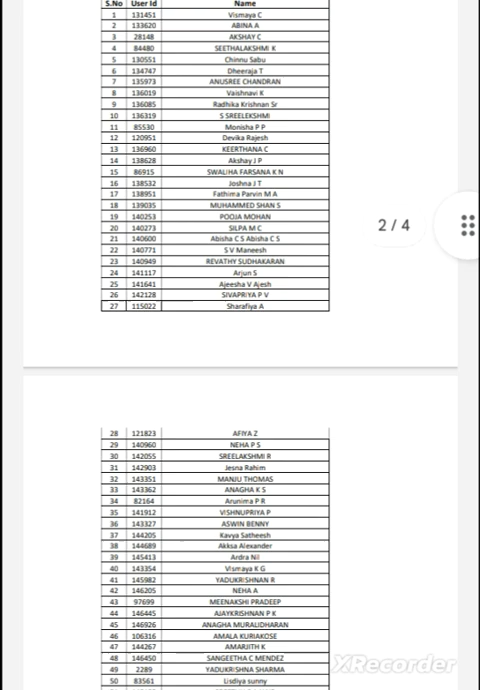 S.No User Id Name
1 131451 Vismaya C
2 133620 ABINA A
3 28148 AKSHAY C
4 84480 SEETHALAKSHMI K
5 130551 Chinnu Sabu
6 134747 Dheeraja T
7 135973 ANUSREE CHANDRAN
8 136019 Vaishnavi K
9 136085 Radhika Krishnan Sr
10 136319 S SREELEKSHMI
11 85530 Monisha P P
12 120951 Devika Rajesh
13 136960 KEERTHANA C
14 138628 Akshay J P
15 86915 SWALIHA FARSANA K N
16 138532 Joshna J T
17 138951 Fathima Parvin M A
18 139035 MUHAMMED SHAN S
19 140253 POOJA MOHAN
2 / 4
20 140273 SILPA M C
21 140600 Abisha C S Abisha C S
22 140771 S V Maneesh
23 140949 REVATHY SUDHAKARAN
24 141117 Arjun S
25 141641 Ajeesha V Ajesh
26 142128 SIVAPRIYA P V
27 115022 Sharafiya A
28 121823 AFIYA Z
29 140960 NEHA P S
30 142055 SREELAKSHMI R
31 142903 Jesna Rahim
32 143351 MANJU THOMAS
33 143362 ANAGHA K S
34 82164 Arunima P R
35 141912 VISHNUPRIYA P
36 143327 ASWIN BENNY
37 144205 Kavya Satheesh
38 144689 Akksa Alexander
39 145413 Ardra Nil
40 143354 Vismaya K G
41 145982 YADUKRISHNAN R
42 146205 NEHA A
43 97699 MEENAKSHI PRADEEP
44 146445 AJAYKRISHNAN P K
45 146926 ANAGHA MURALIDHARAN
46 106316 AMALA KURIAKOSE
47 144267 AMARJITH K
48 146450 SANGEETHA C MENDEZ
49 2289 YADUKRISHNA SHARMA
XRecorder
50 83561 Lisdiya sunny